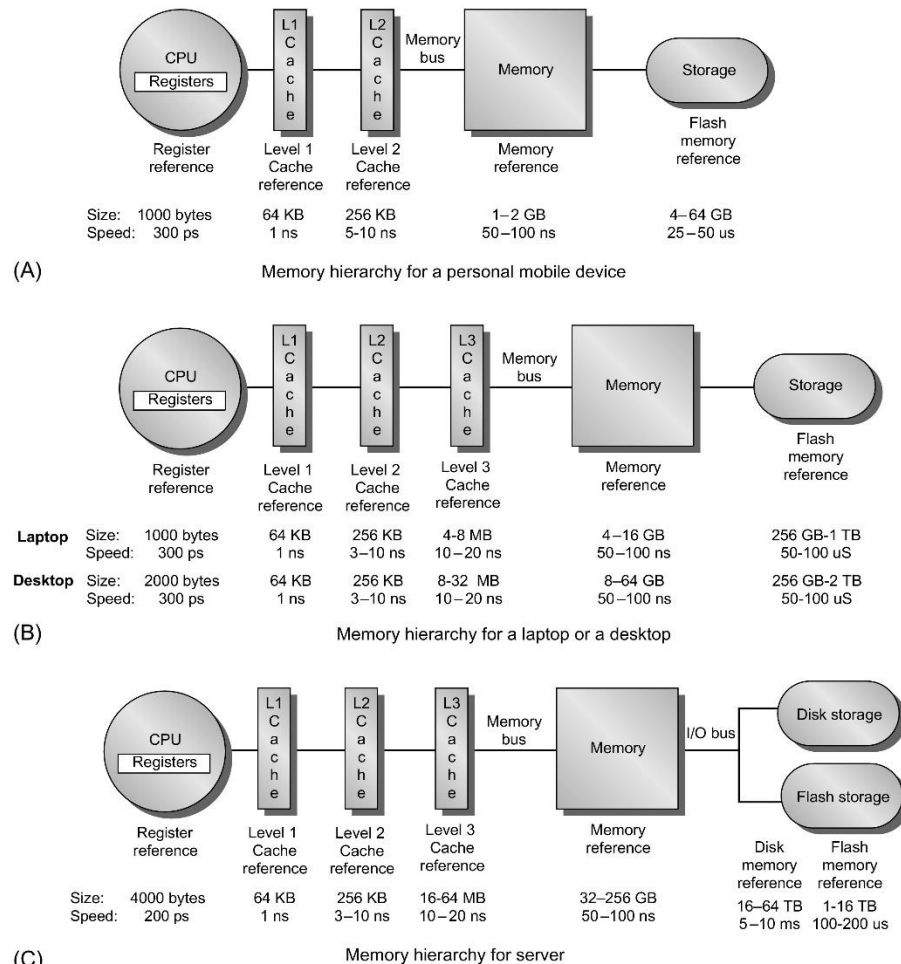 CPU
Registers
L1 Cache
L2 Cache
Memory bus
Memory
Storage
Register reference
Level 1 Cache reference
Level 2 Cache reference
Memory reference
Flash memory reference
Size: 1000 bytes 64 KB 256 KB 1–2 GB 4–64 GB
Speed: 300 ps 1 ns 5-10 ns 50–100 ns 25–50 us
(A) Memory hierarchy for a personal mobile device
CPU
Registers
L1 Cache
L2 Cache
L3 Cache
Memory bus
Memory
Storage
Register reference
Level 1 Cache reference
Level 2 Cache reference
Level 3 Cache reference
Memory reference
Flash memory reference
Laptop Size: 1000 bytes 64 KB 256 KB 4-8 MB 4–16 GB 256 GB-1 TB
Speed: 300 ps 1 ns 3–10 ns 10–20 ns 50–100 ns 50-100 uS
Desktop Size: 2000 bytes 64 KB 256 KB 8-32 MB 8–64 GB 256 GB-2 TB
Speed: 300 ps 1 ns 3–10 ns 10–20 ns 50–100 ns 50-100 uS
(B) Memory hierarchy for a laptop or a desktop
CPU
Registers
L1 Cache
L2 Cache
L3 Cache
Memory bus
Memory
I/O bus
Disk storage
Flash storage
Register reference
Level 1 Cache reference
Level 2 Cache reference
Level 3 Cache reference
Memory reference
Disk memory reference
Flash memory reference
Size: 4000 bytes 64 KB 256 KB 16-64 MB 32–256 GB 16–64 TB 1-16 TB
Speed: 200 ps 1 ns 3–10 ns 10–20 ns 50–100 ns 5–10 ms 100-200 us
(C) Memory hierarchy for server